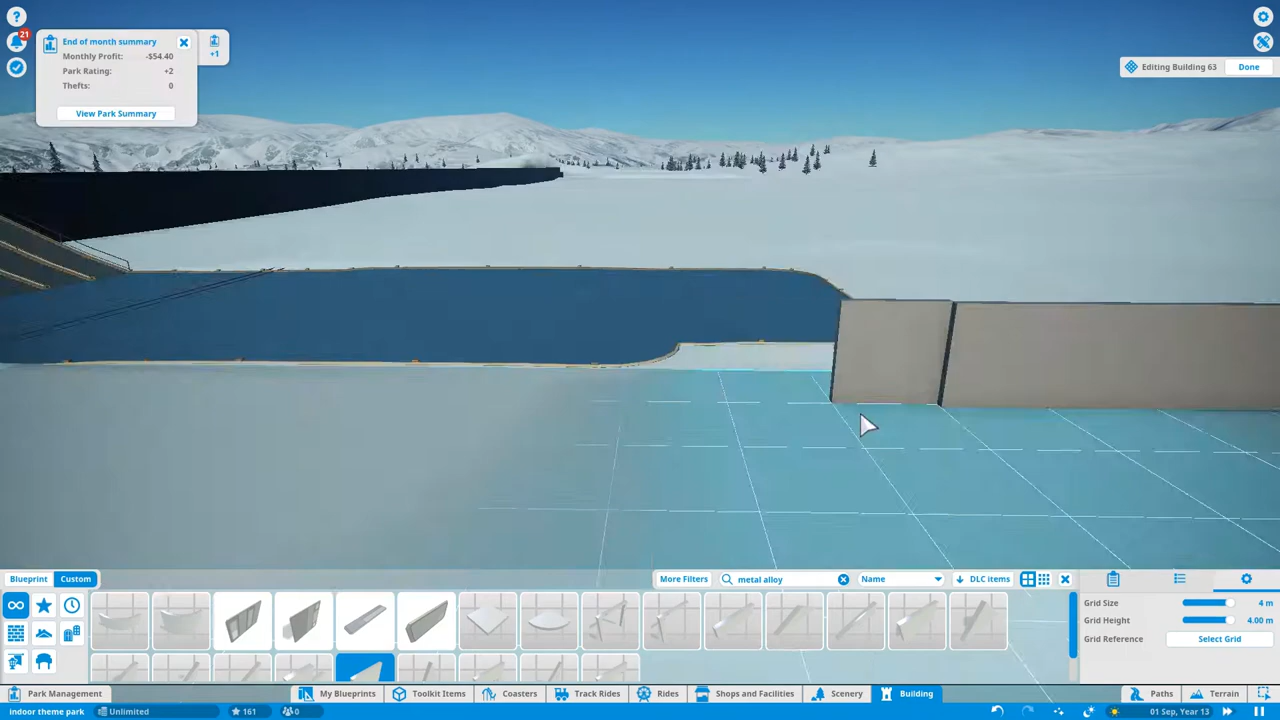 ?
21
End of month summary
Monthly Profit: -$54.40
Park Rating: +2
Thefts: 0
View Park Summary
+1
Editing Building 63 Done
Blueprint Custom More Filters metal alloy Name DLC items
Grid Size 4 m
Grid Height 4.00 m
Grid Reference Select Grid
Park Management My Blueprints Toolkit Items Coasters Track Rides Rides Shops and Facilities Scenery Building Paths Terrain
indoor theme park Unlimited 161 0 01 Sep, Year 13